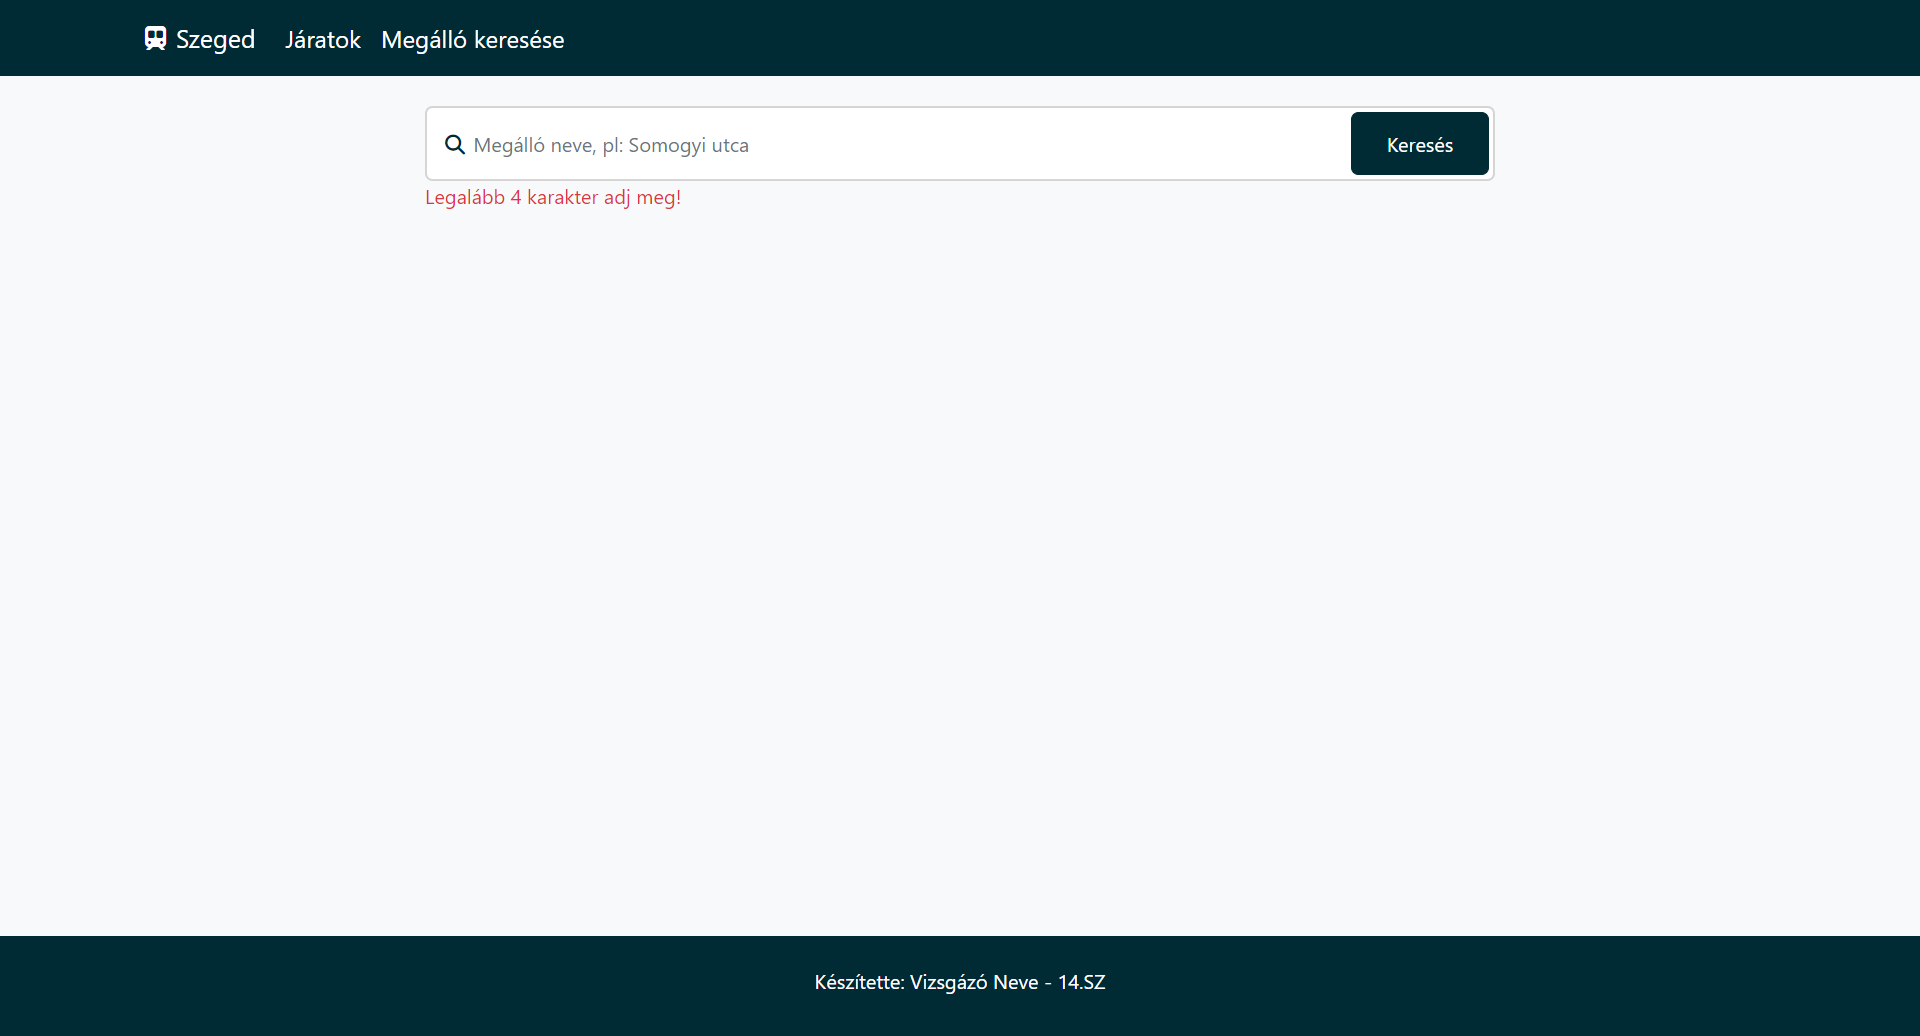 Szeged Járatok Megálló keresése
Megálló neve, pl: Somogyi utca Keresés
Legalább 4 karakter adj meg!
Készítette: Vizsgázó Neve - 14.SZ